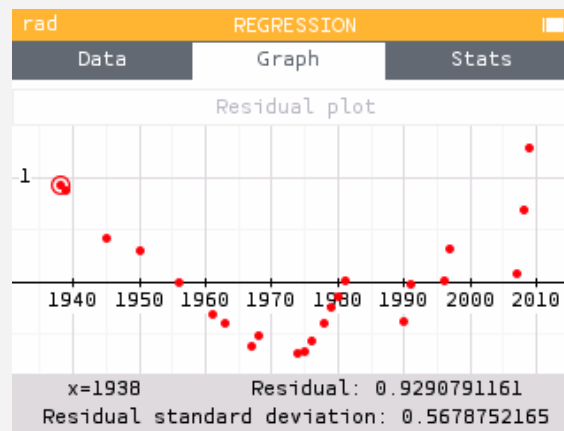 rad REGRESSION
Data Graph Stats
Residual plot
1
1940 1950 1960 1970 1980 1990 2000 2010
x=1938 Residual: 0.9290791161
Residual standard deviation: 0.5678752165